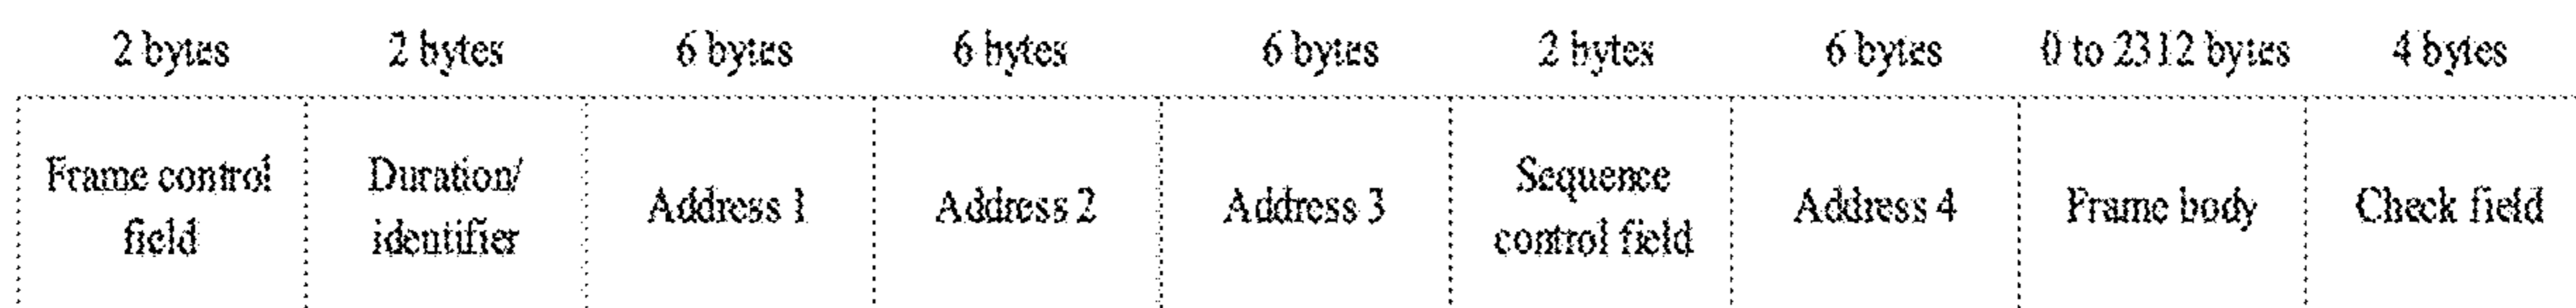 2 bytes 2 bytes 6 bytes 6 bytes 6 bytes 2 bytes 6 bytes 0 to 2312 bytes 4 bytes
Frame control
field
Duration/
identifier
Address 1
Address 2
Address 3
Sequence
control field
Address 4
Frame body
Check field